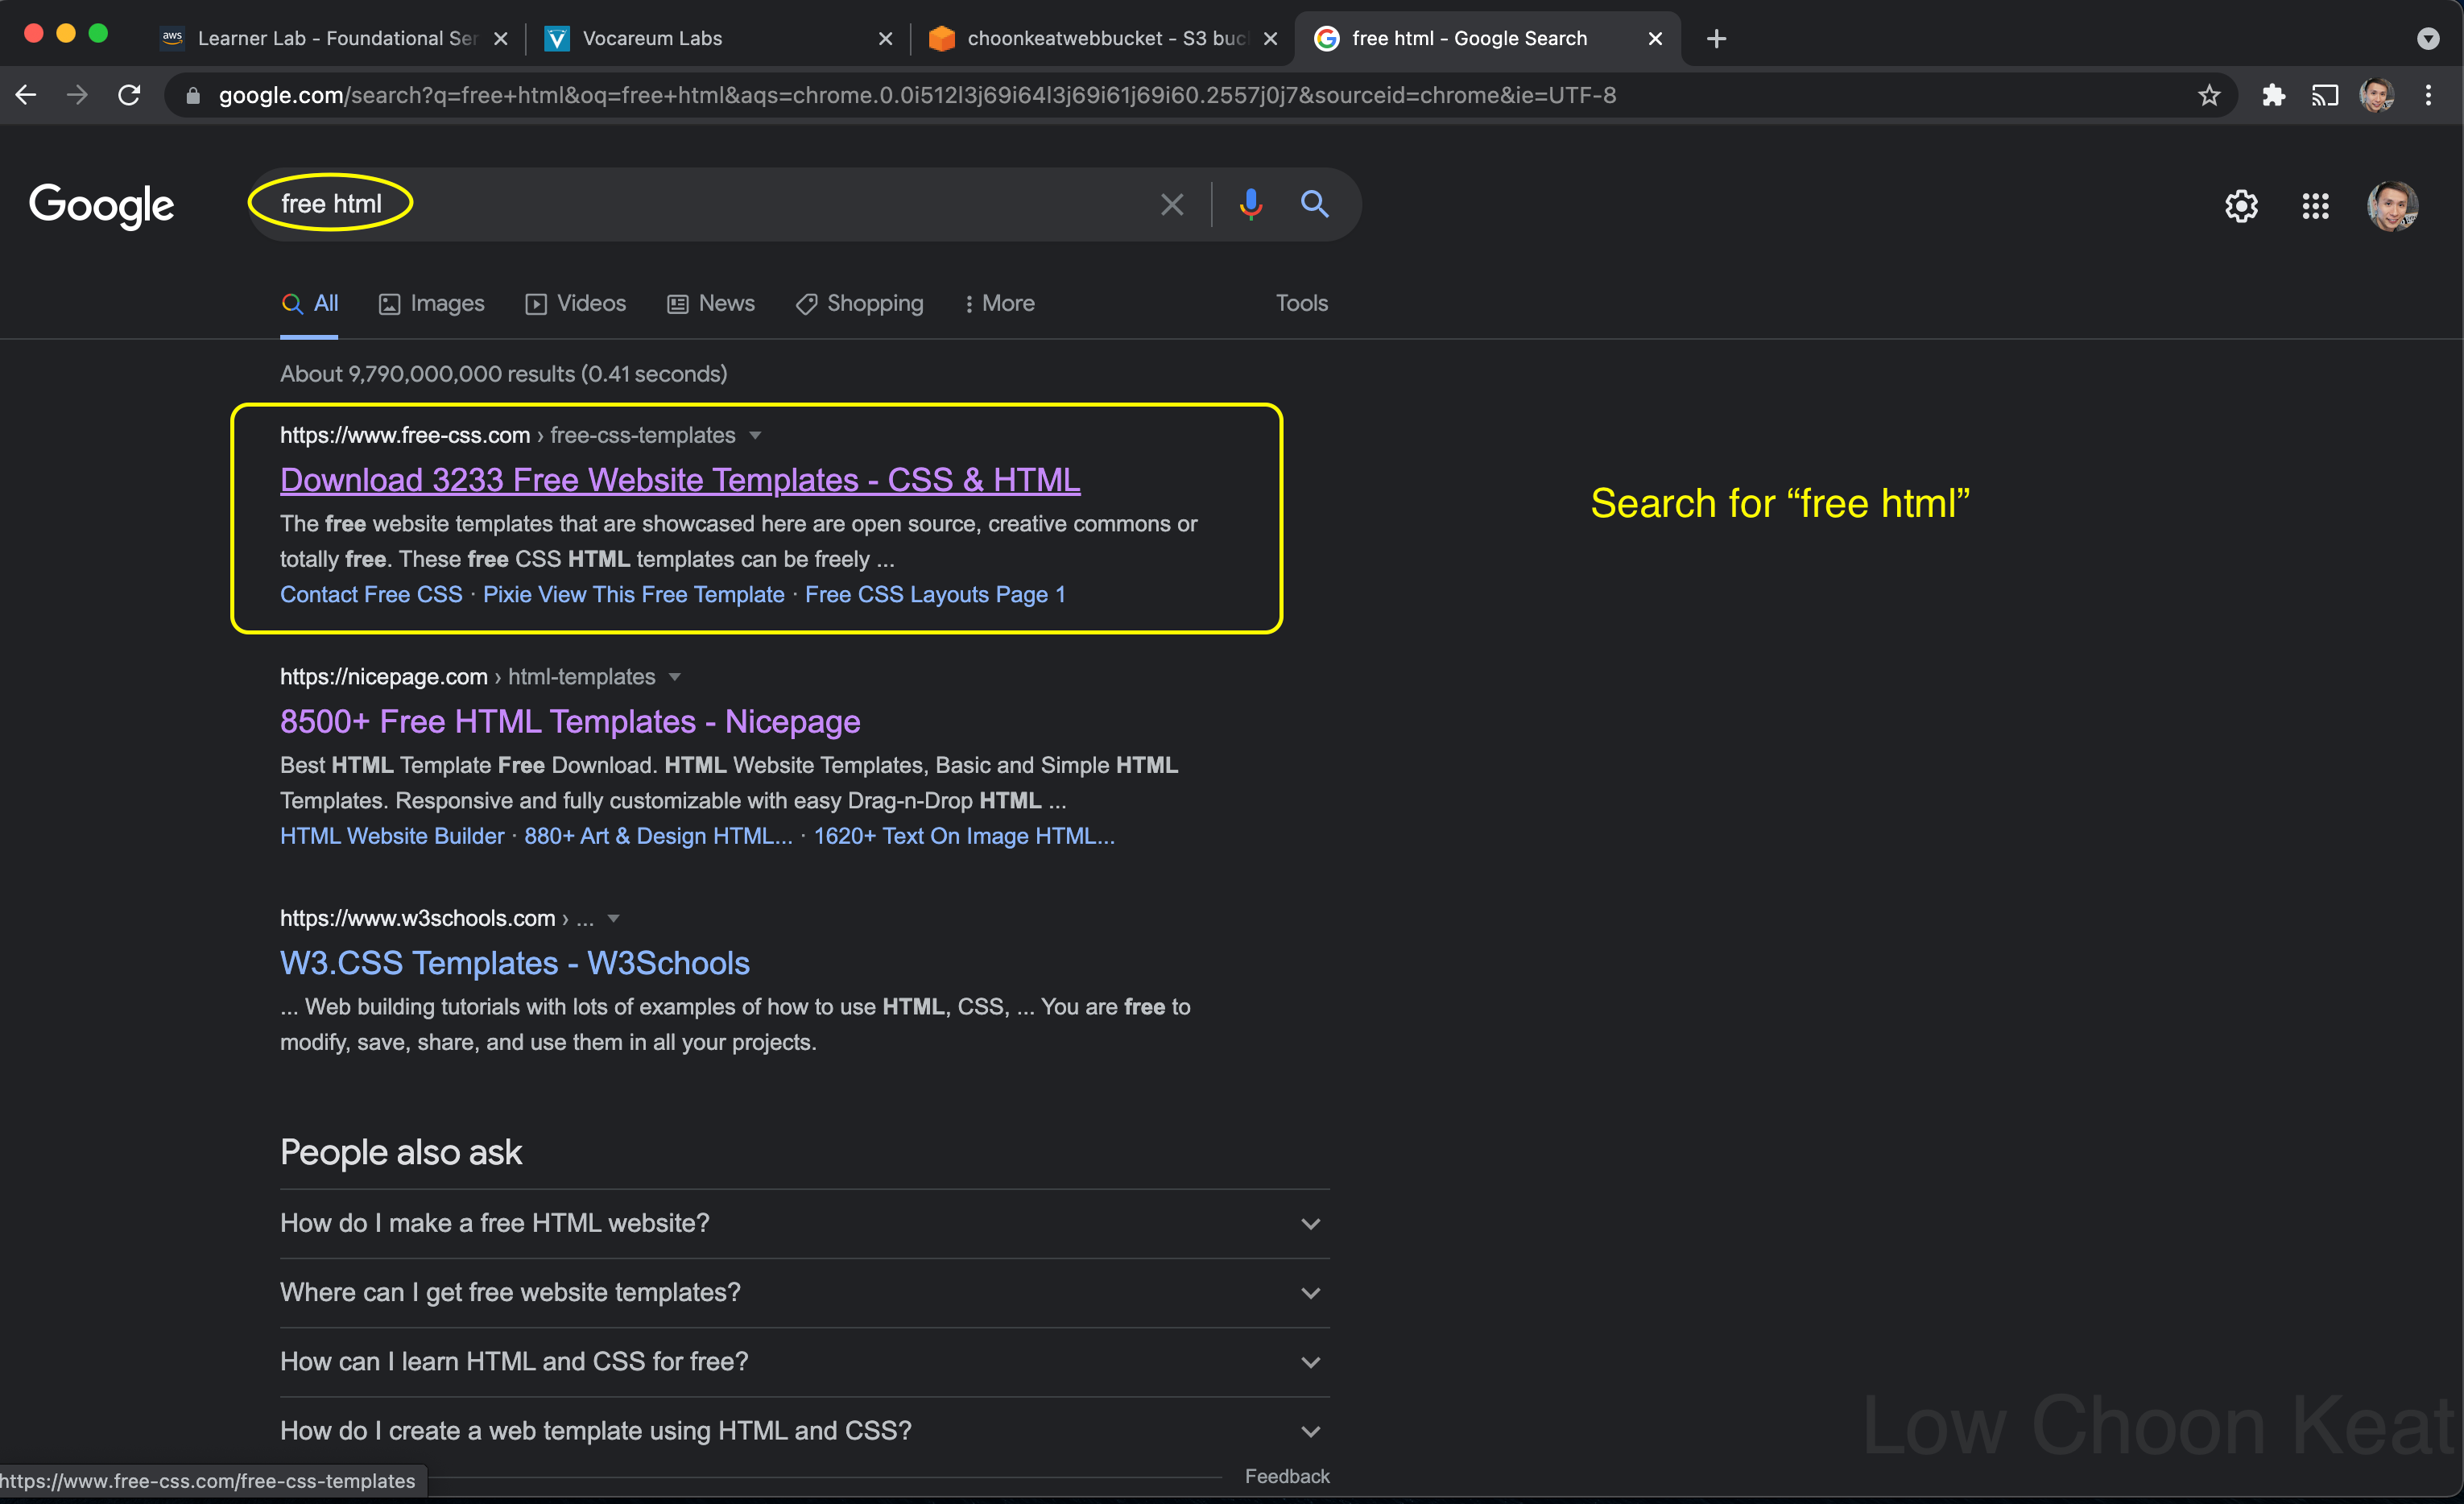 aws Learner Lab - Foundational Ser
Vocareum Labs
choonkeatwebbucket - S3 buc
free html - Google Search
google.com/search?q=free+html&oq=free+html&aqs=chrome.0.0i512l3j69i64l3j69i61j69i60.2557j0j7&sourceid=chrome&ie=UTF-8
Google
free html
All Images Videos News Shopping More Tools
About 9,790,000,000 results (0.41 seconds)
https://www.free-css.com › free-css-templates
Download 3233 Free Website Templates - CSS & HTML
The free website templates that are showcased here are open source, creative commons or
totally free. These free CSS HTML templates can be freely ...
Contact Free CSS · Pixie View This Free Template · Free CSS Layouts Page 1
Search for “free html”
https://nicepage.com › html-templates
8500+ Free HTML Templates - Nicepage
Best HTML Template Free Download. HTML Website Templates, Basic and Simple HTML
Templates. Responsive and fully customizable with easy Drag-n-Drop HTML ...
HTML Website Builder · 880+ Art & Design HTML... · 1620+ Text On Image HTML...
https://www.w3schools.com › ...
W3.CSS Templates - W3Schools
... Web building tutorials with lots of examples of how to use HTML, CSS, ... You are free to
modify, save, share, and use them in all your projects.
People also ask
How do I make a free HTML website?
Where can I get free website templates?
How can I learn HTML and CSS for free?
How do I create a web template using HTML and CSS?
Low Choon Keat
Feedback
https://www.free-css.com/free-css-templates